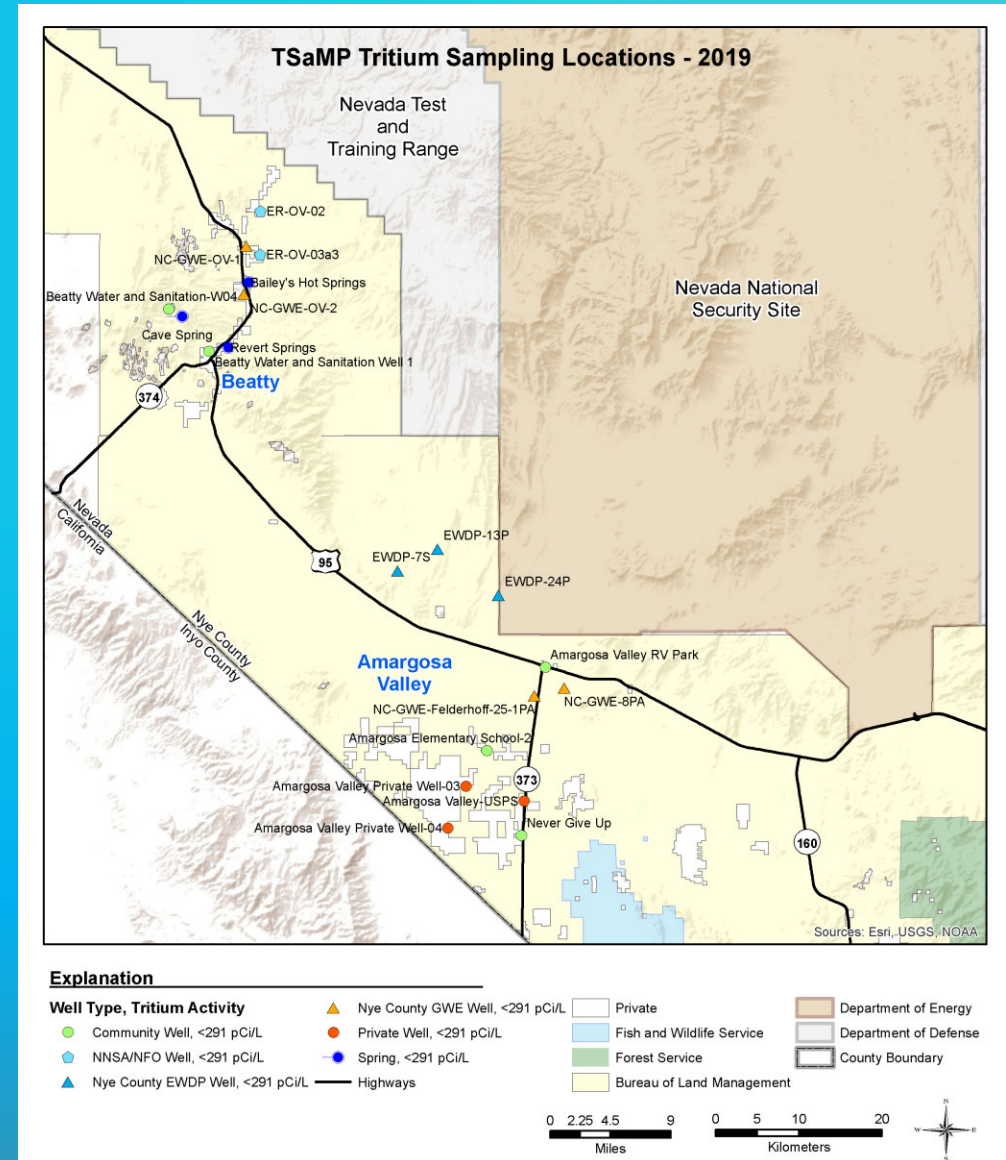 TSaMP Tritium Sampling Locations - 2019
Nevada Test
and
Training Range
ER-OV-02
NC-GWE-OV-1
ER-OV-03a3
Bailey's Hot Springs
Beatty Water and Sanitation-W04
NC-GWE-OV-2
Nevada National
Security Site
Cave Spring
Revert Springs
Beatty Water and Sanitation Well 1
Beatty
374
Nevada
California
EWDP-13P
95
EWDP-7S
EWDP-24P
Nye County
Inyo County
Amargosa Valley RV Park
Amargosa
Valley
NC-GWE-8PA
NC-GWE-Felderhoff-25-1PA
Amargosa Elementary School-2
373
Amargosa Valley Private Well-03
Amargosa Valley-USPS
Never Give Up
Amargosa Valley Private Well-04
160
Sources: Esri, USGS, NOAA
Explanation
Well Type, Tritium Activity
Community Well, <291 pCi/L
NNSA/NFO Well, <291 pCi/L
Nye County EWDP Well, <291 pCi/L
Nye County GWE Well, <291 pCi/L
Private Well, <291 pCi/L
Spring, <291 pCi/L
Highways
Private
Fish and Wildlife Service
Forest Service
Bureau of Land Management
Department of Energy
Department of Defense
County Boundary
0 2.25 4.5 9
Miles
0 5 10 20
Kilometers
N
W E
S